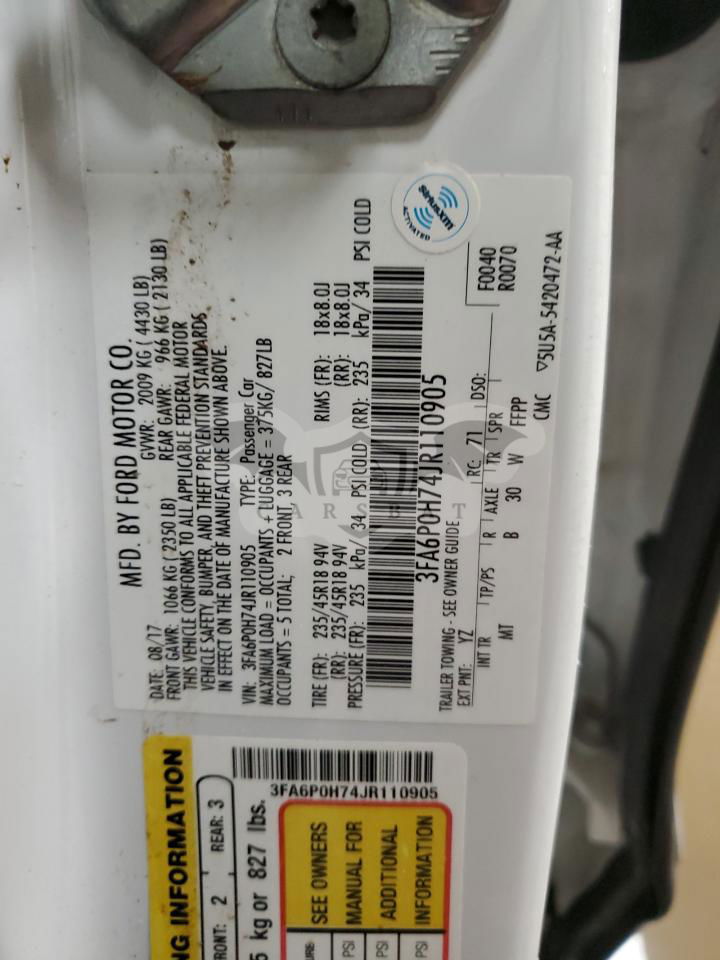 MFD. BY FORD MOTOR CO.
DATE: 08/17 GVWR: 2009 KG ( 4430 LB)
FRONT GAWR: 1066 KG ( 2350 LB) REAR GAWR: 966 KG ( 2130 LB)
THIS VEHICLE CONFORMS TO ALL APPLICABLE FEDERAL MOTOR
VEHICLE SAFETY, BUMPER, AND THEFT PREVENTION STANDARDS
IN EFFECT ON THE DATE OF MANUFACTURE SHOWN ABOVE.
VIN: 3FA6P0H74JR110905 TYPE: Passenger Car
MAXIMUM LOAD = OCCUPANTS + LUGGAGE = 375KG/ 827LB
OCCUPANTS = 5 TOTAL; 2 FRONT, 3 REAR
TIRE (FR): 235/45R18 94V RIMS (FR): 18x8.0J
(RR): 235/45R18 94V (RR): 18x8.0J
PRESSURE (FR): 235 kPa/ 34 PSI COLD (RR): 235 kPa/ 34 PSI COLD
siriusxm
ACTIVATED
3FA6P0H74JR110905
TRAILER TOWING - SEE OWNER GUIDE
EXT PNT: YZ RC: 71 DSO:
F0040
R0070
INT TR TP/PS R AXLE TR SPR
MT B 30 W FFPP
CMC ▽5U5A-5420472-AA
NG INFORMATION
FRONT: 2 REAR: 3
5 kg or 827 lbs.
3FA6P0H74JR110905
SEE OWNERS
MANUAL FOR
ADDITIONAL
INFORMATION
PSI
PSI
PSI